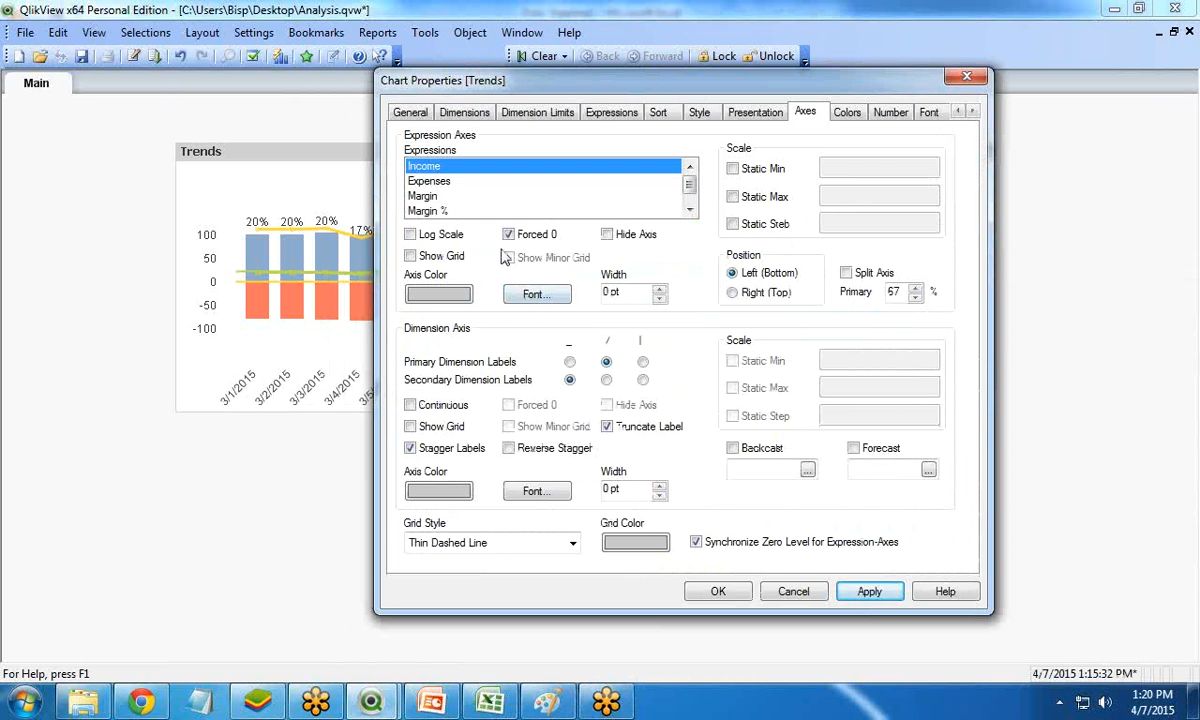 QlikView x64 Personal Edition - [C:\Users\Bisp\Desktop\Analysis.qvw*]
File Edit View Selections Layout Settings Bookmarks Reports Tools Object Window Help
Clear Back Forward Lock Unlock
Main
Chart Properties [Trends]
General Dimensions Dimension Limits Expressions Sort Style Presentation Axes Colors Number Font
Trends
20% 20% 20% 17%
100
50
0
-50
-100
3/1/2015 3/2/2015 3/3/2015 3/4/2015
Expression Axes
Expressions
Income
Expenses
Margin
Margin %
Log Scale Forced 0 Hide Axis
Show Grid Show Minor Grid
Axis Color Width
Font... 0 pt
Scale
Static Min
Static Max
Static Step
Position
Left (Bottom) Split Axis
Right (Top) Primary 67 %
Dimension Axis
_ / |
Primary Dimension Labels
Secondary Dimension Labels
Continuous Forced 0 Hide Axis
Show Grid Show Minor Grid Truncate Label
Stagger Labels Reverse Stagger
Axis Color Width
Font... 0 pt
Scale
Static Min
Static Max
Static Step
Backcast Forecast
... ...
Grid Style Grid Color
Thin Dashed Line Synchronize Zero Level for Expression-Axes
OK Cancel Apply Help
For Help, press F1 4/7/2015 1:15:32 PM*
1:20 PM
4/7/2015